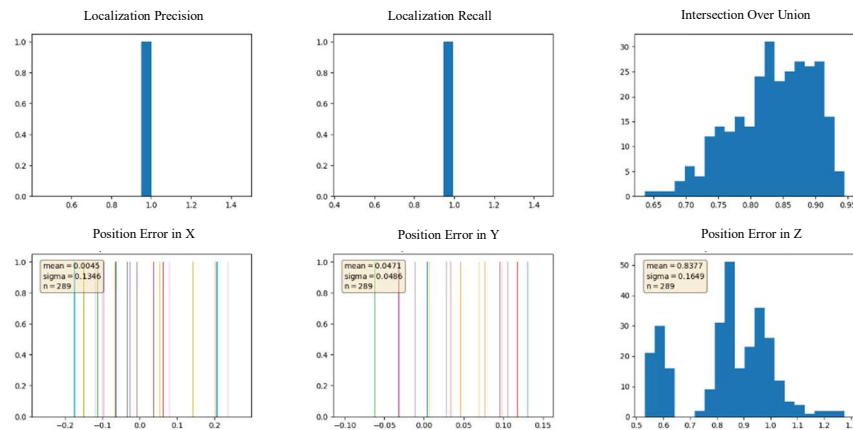 Localization Precision
Localization Recall
Intersection Over Union
1.0
0.8
0.6
0.4
0.2
0.0
0.6 0.8 1.0 1.2 1.4
1.0
0.8
0.6
0.4
0.2
0.0
0.4 0.6 0.8 1.0 1.2 1.4
30
25
20
15
10
5
0
0.65 0.70 0.75 0.80 0.85 0.90 0.95
Position Error in X
Position Error in Y
Position Error in Z
mean = 0.0045
sigma = 0.1346
n = 289
1.0
0.8
0.6
0.4
0.2
0.0
−0.2 −0.1 0.0 0.1 0.2
mean = 0.0471
sigma = 0.0486
n = 289
1.0
0.8
0.6
0.4
0.2
0.0
−0.10 −0.05 0.00 0.05 0.10 0.15
mean = 0.8377
sigma = 0.1649
n = 289
50
40
30
20
10
0
0.5 0.6 0.7 0.8 0.9 1.0 1.1 1.2